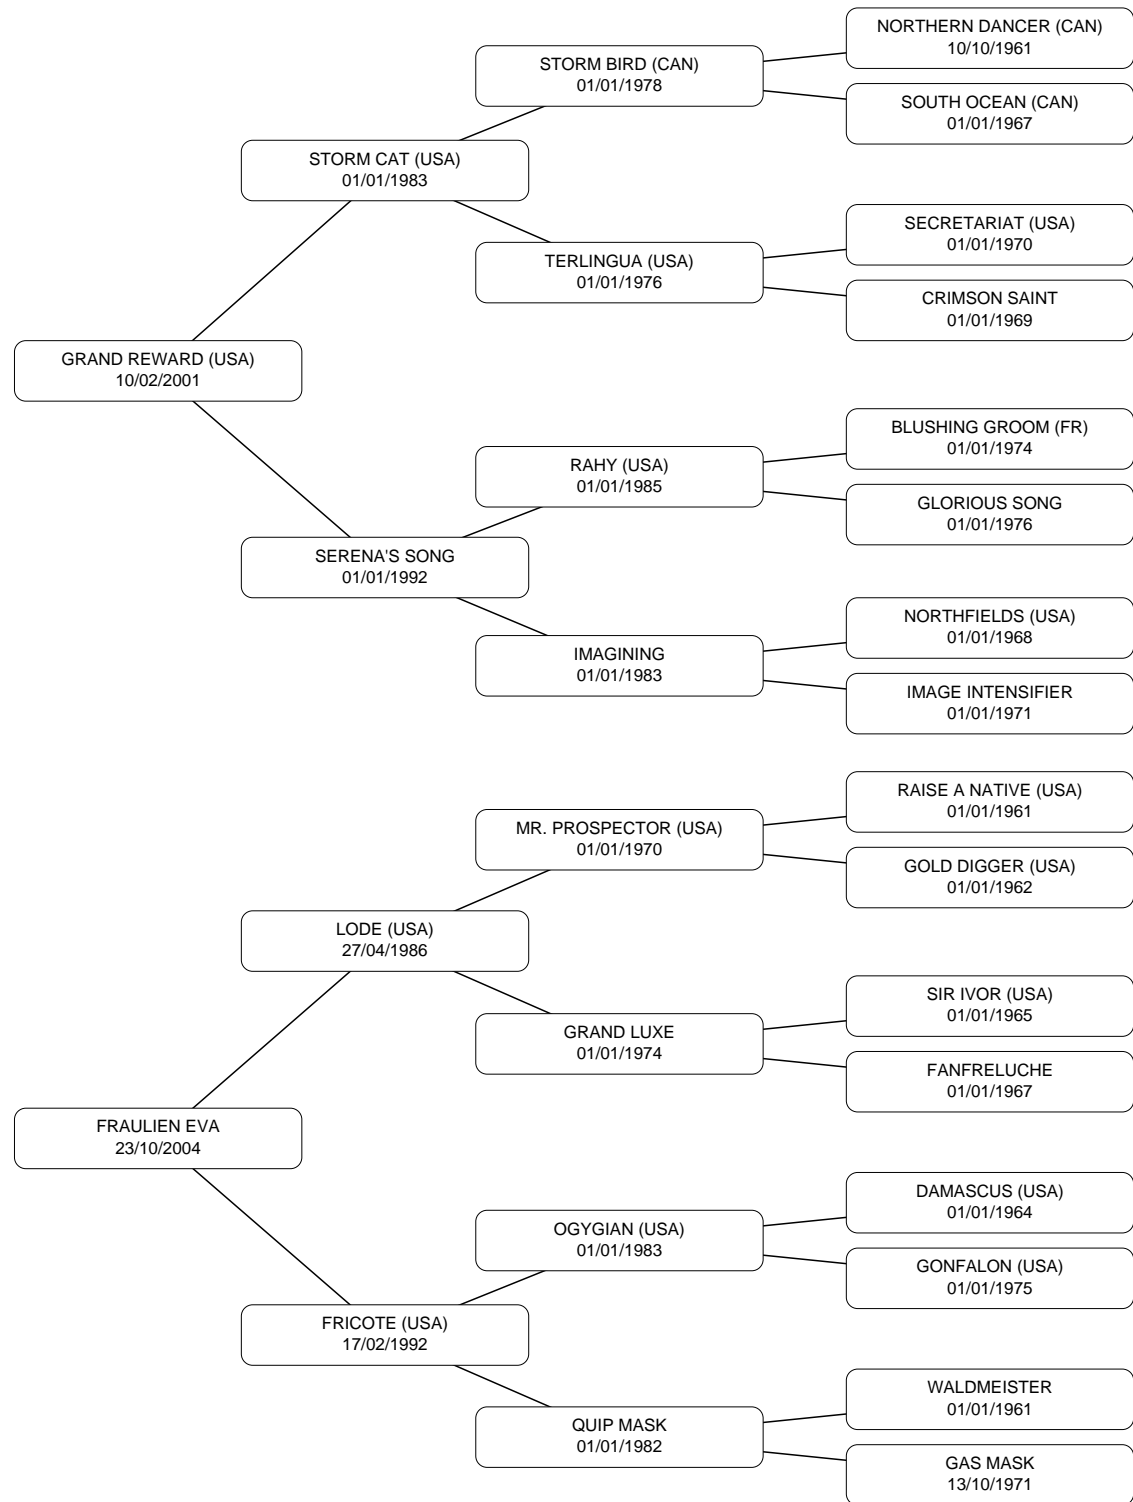 NORTHERN DANCER (CAN)
10/10/1961
STORM BIRD (CAN)
01/01/1978
SOUTH OCEAN (CAN)
01/01/1967
STORM CAT (USA)
01/01/1983
SECRETARIAT (USA)
01/01/1970
TERLINGUA (USA)
01/01/1976
CRIMSON SAINT
01/01/1969
GRAND REWARD (USA)
10/02/2001
BLUSHING GROOM (FR)
01/01/1974
RAHY (USA)
01/01/1985
GLORIOUS SONG
01/01/1976
SERENA'S SONG
01/01/1992
NORTHFIELDS (USA)
01/01/1968
IMAGINING
01/01/1983
IMAGE INTENSIFIER
01/01/1971
RAISE A NATIVE (USA)
01/01/1961
MR. PROSPECTOR (USA)
01/01/1970
GOLD DIGGER (USA)
01/01/1962
LODE (USA)
27/04/1986
SIR IVOR (USA)
01/01/1965
GRAND LUXE
01/01/1974
FANFRELUCHE
01/01/1967
FRAULIEN EVA
23/10/2004
DAMASCUS (USA)
01/01/1964
OGYGIAN (USA)
01/01/1983
GONFALON (USA)
01/01/1975
FRICOTE (USA)
17/02/1992
WALDMEISTER
01/01/1961
QUIP MASK
01/01/1982
GAS MASK
13/10/1971